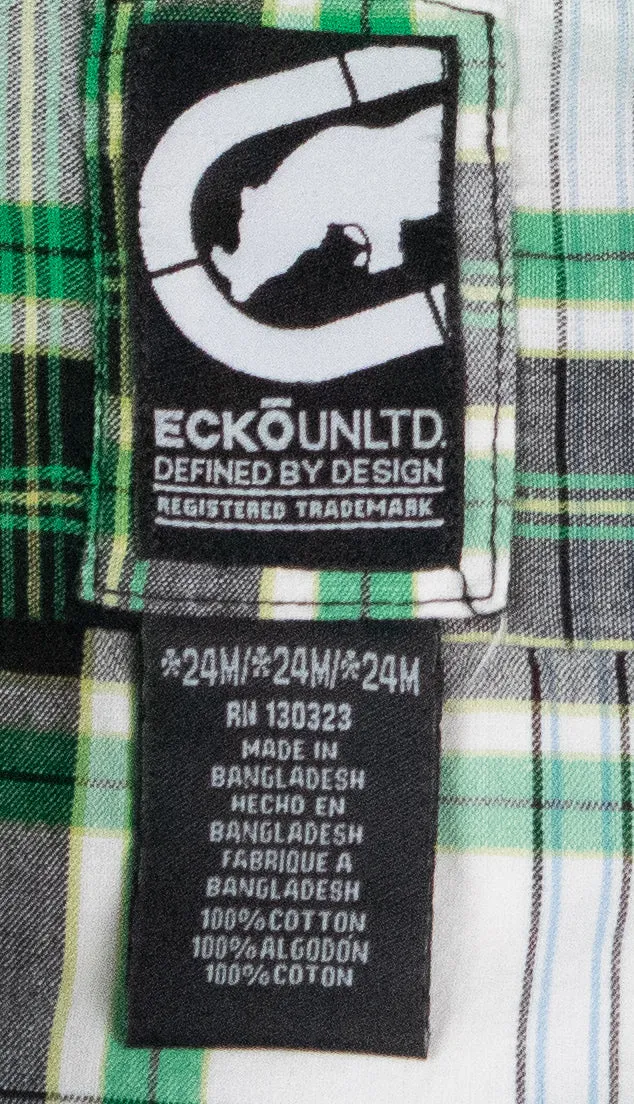 ECKŌUNLTD.
DEFINED BY DESIGN
REGISTERED TRADEMARK
*24M/*24M/*24M
RN 130323
MADE IN
BANGLADESH
HECHO EN
BANGLADESH
FABRIQUE A
BANGLADESH
100%COTTON
100%ALGODÓN
100%COTON